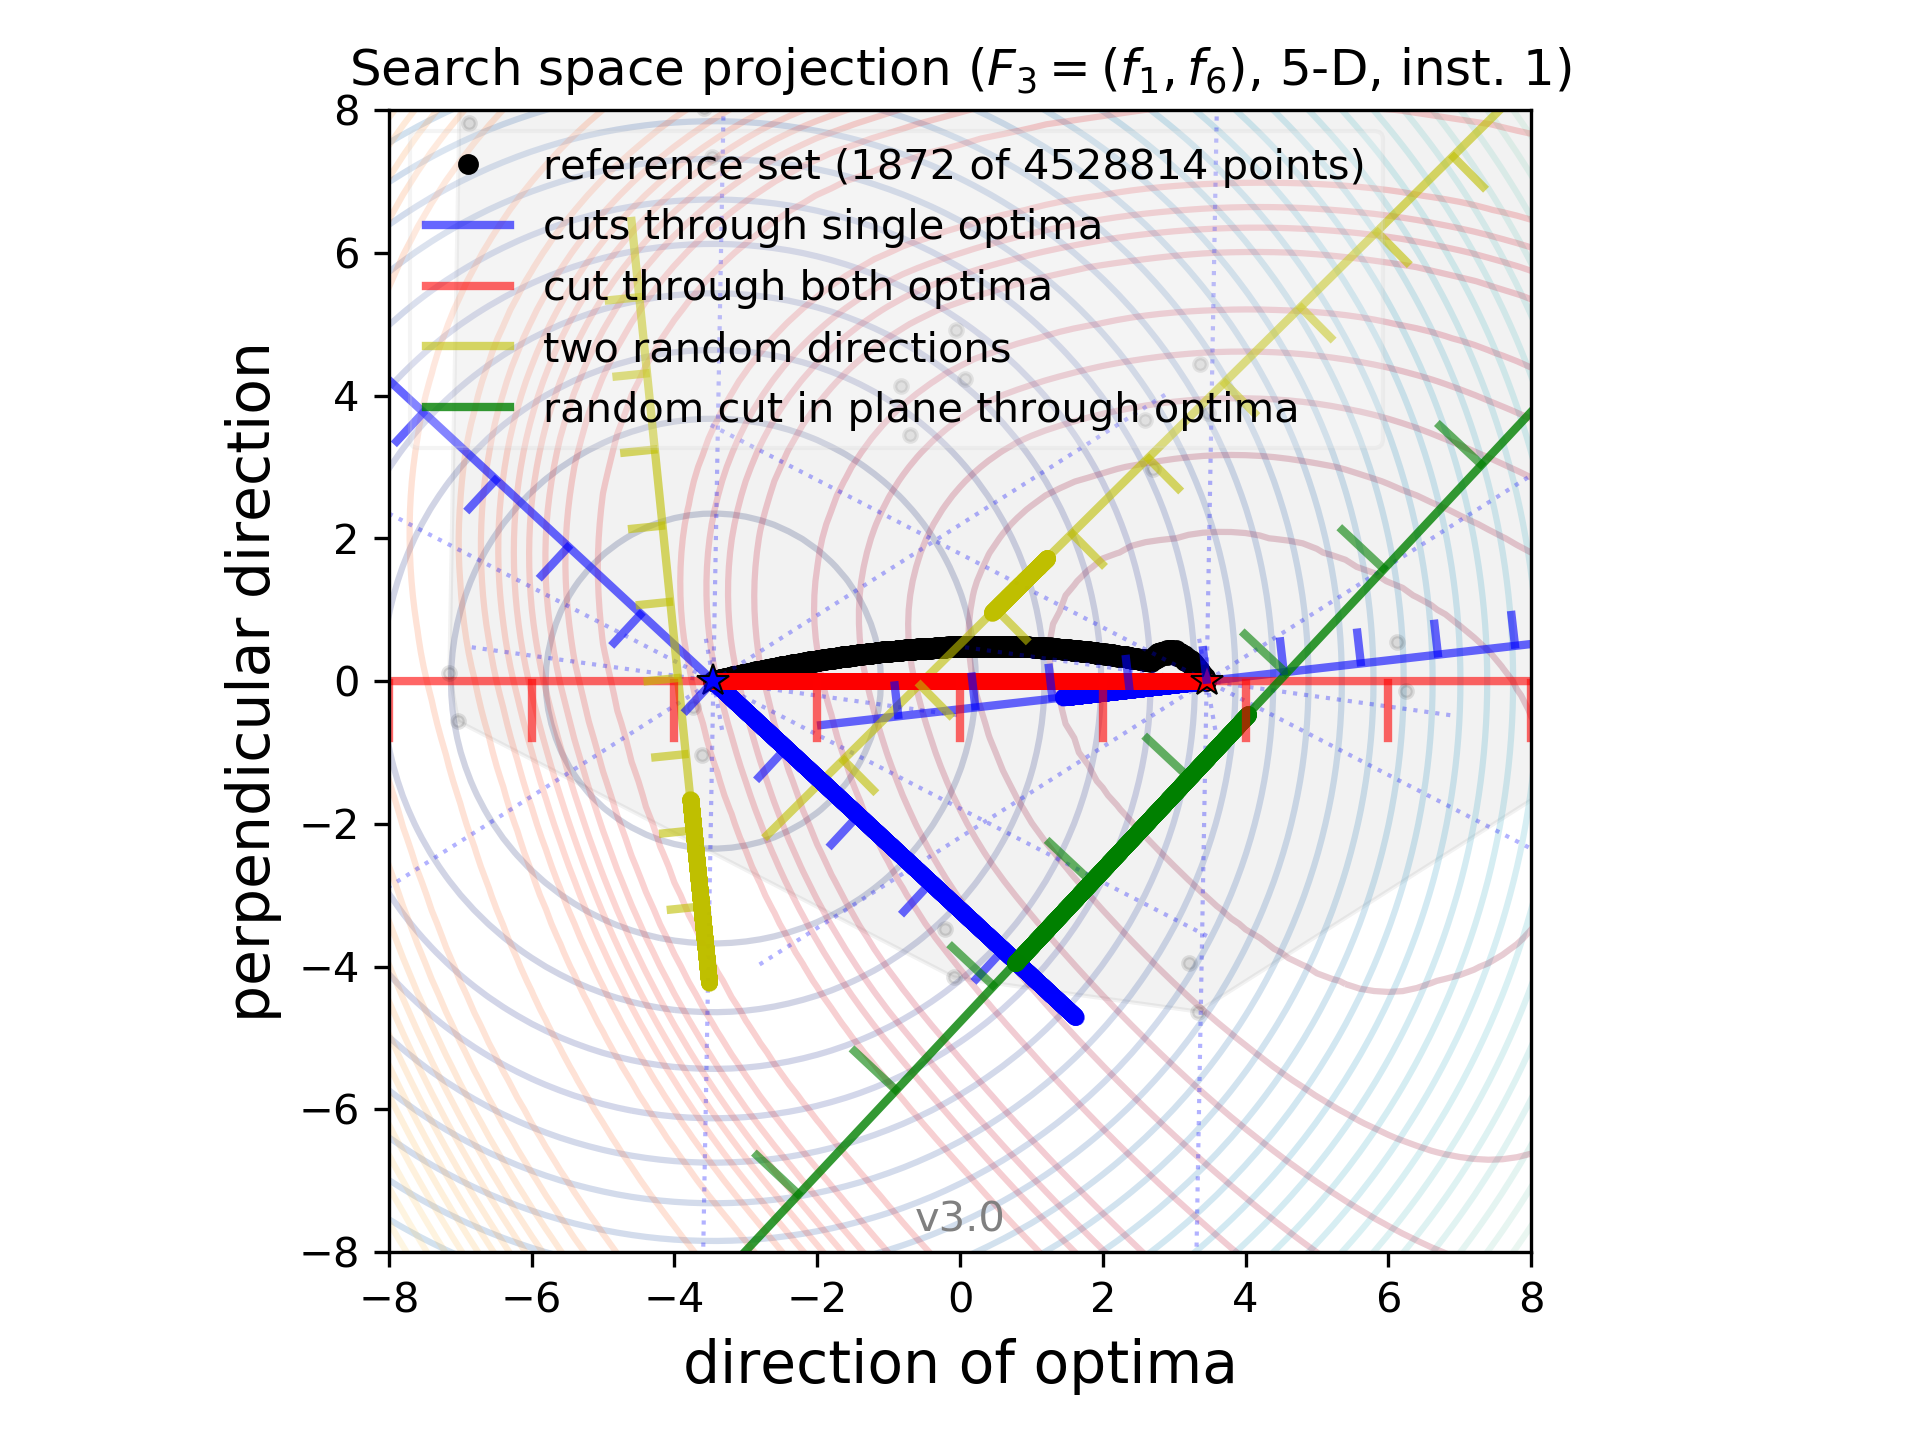 Search space projection (F₃ = (f₁, f₆), 5-D, inst. 1)
8
6
4
2
0
−2
−4
−6
−8
perpendicular direction
reference set (1872 of 4528814 points)
cuts through single optima
cut through both optima
two random directions
random cut in plane through optima
v3.0
−8 −6 −4 −2 0 2 4 6 8
direction of optima